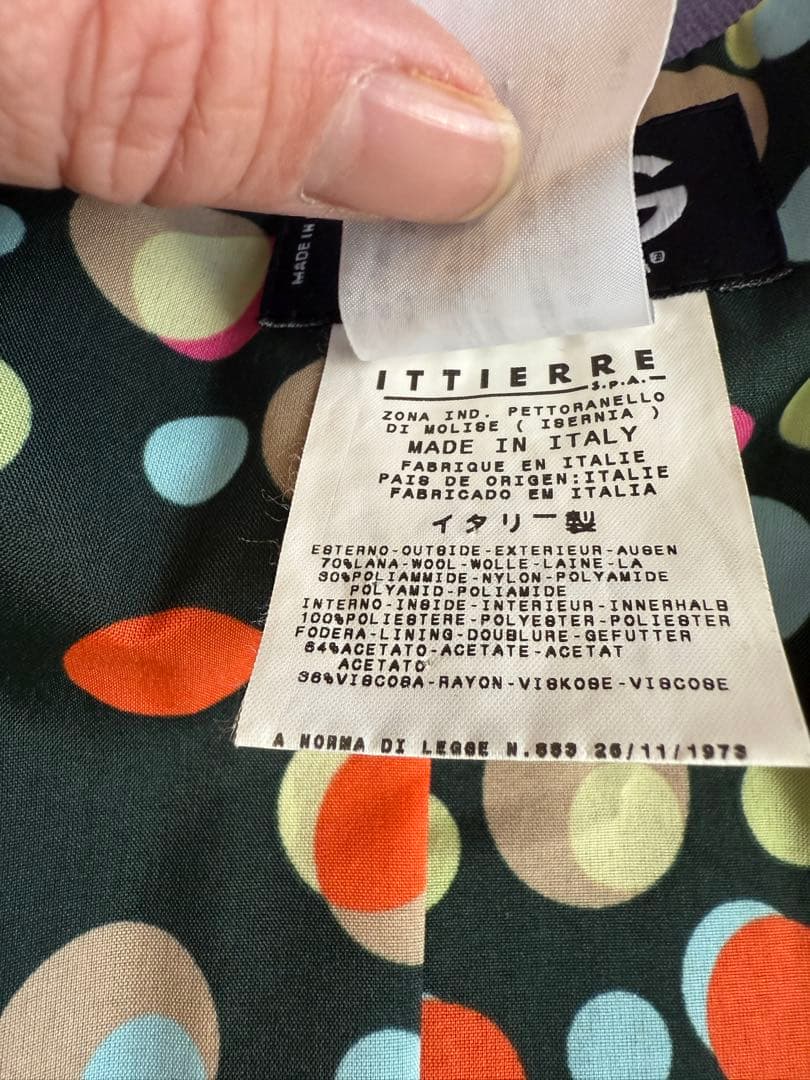 MADE IN
G
ITTIERRE
S.P.A.
ZONA IND. PETTORANELLO
DI MOLISE ( ISERNIA )
MADE IN ITALY
FABRIQUE EN ITALIE
PAIS DE ORIGEN:ITALIE
FABRICADO EM ITALIA
イタリー製
ESTERNO-OUTSIDE-EXTERIEUR-AUSEN
70%LANA-WOOL-WOLLE-LAINE-LA
30%POLIAMMIDE-NYLON-POLYAMIDE
POLYAMID-POLIAMIDE
INTERNO-INSIDE-INTERIEUR-INNERHALB
100%POLIESTERE-POLYESTER-POLIESTER
FODERA-LINING-DOUBLURE-GEFUTTER
64%ACETATO-ACETATE-ACETAT
ACETATO
36%VISCOSA-RAYON-VISKOSE-VISCOSE
A NORMA DI LEGGE N.883 26/11/1973